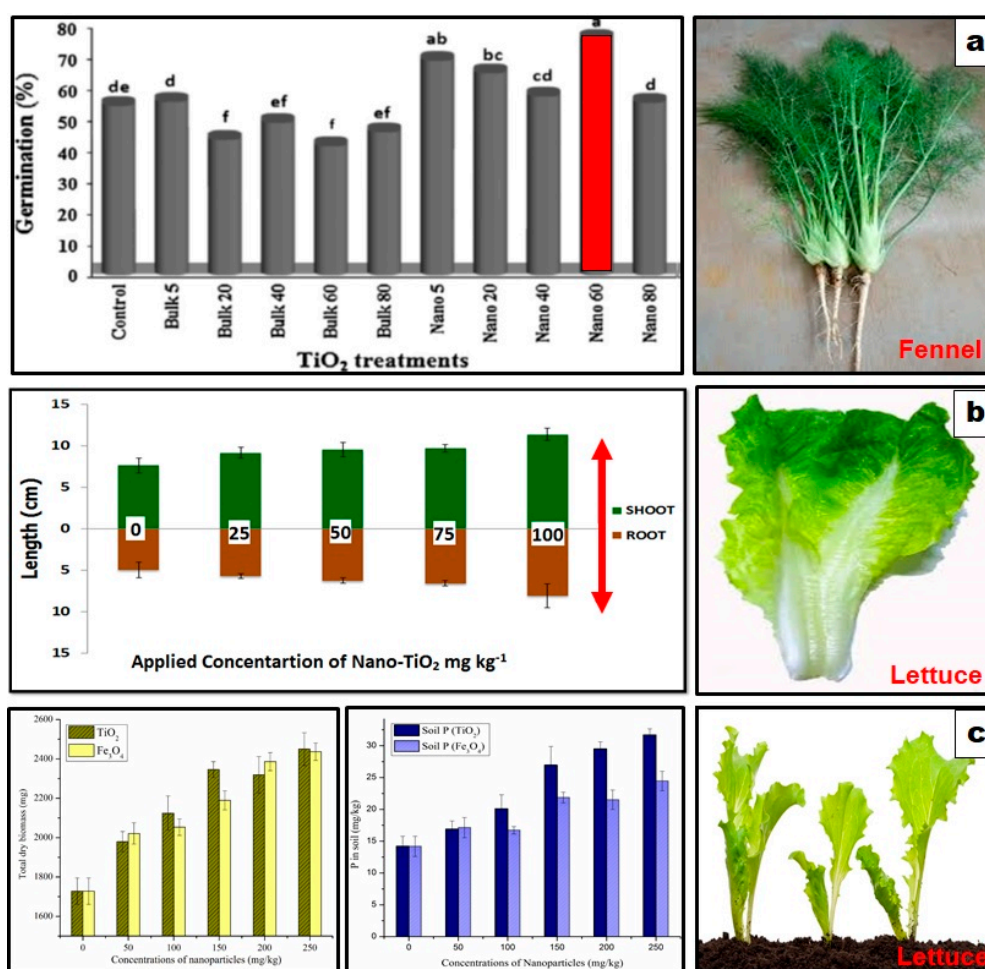 80
70
60
50
40
30
20
10
0
Germination (%)
de
d
f
ef
f
ef
ab
bc
cd
a
d
Control
Bulk 5
Bulk 20
Bulk 40
Bulk 60
Bulk 80
Nano 5
Nano 20
Nano 40
Nano 60
Nano 80
TiO₂ treatments
a
Fennel
15
10
5
0
5
10
15
Length (cm)
0
25
50
75
100
SHOOT
ROOT
Applied Concentartion of Nano-TiO₂ mg kg⁻¹
b
Lettuce
2600
2400
2200
2000
1800
1600
Total dry biomass (mg)
TiO₂
Fe₃O₄
0
50
100
150
200
250
Concentrations of nanoparticles (mg/kg)
30
25
20
15
10
5
0
P in soil (mg/kg)
Soil P (TiO₂)
Soil P (Fe₃O₄)
0
50
100
150
200
250
Concentrations of Nanoparticles (mg/kg)
c
Lettuce